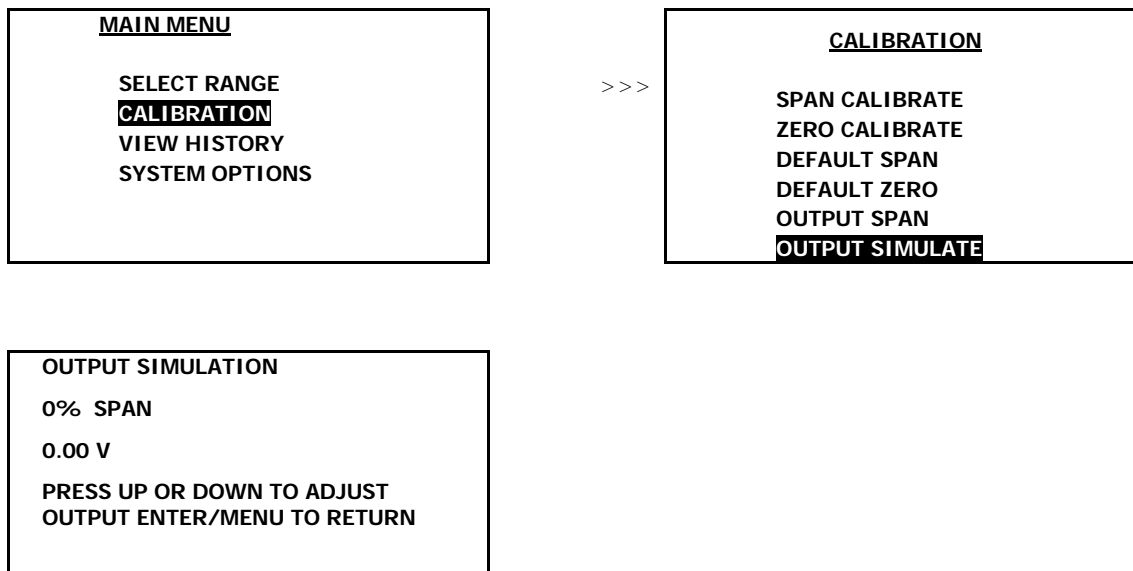 MAIN MENU
SELECT RANGE
CALIBRATION
VIEW HISTORY
SYSTEM OPTIONS
>>>
CALIBRATION
SPAN CALIBRATE
ZERO CALIBRATE
DEFAULT SPAN
DEFAULT ZERO
OUTPUT SPAN
OUTPUT SIMULATE
OUTPUT SIMULATION
0% SPAN
0.00 V
PRESS UP OR DOWN TO ADJUST
OUTPUT ENTER/MENU TO RETURN